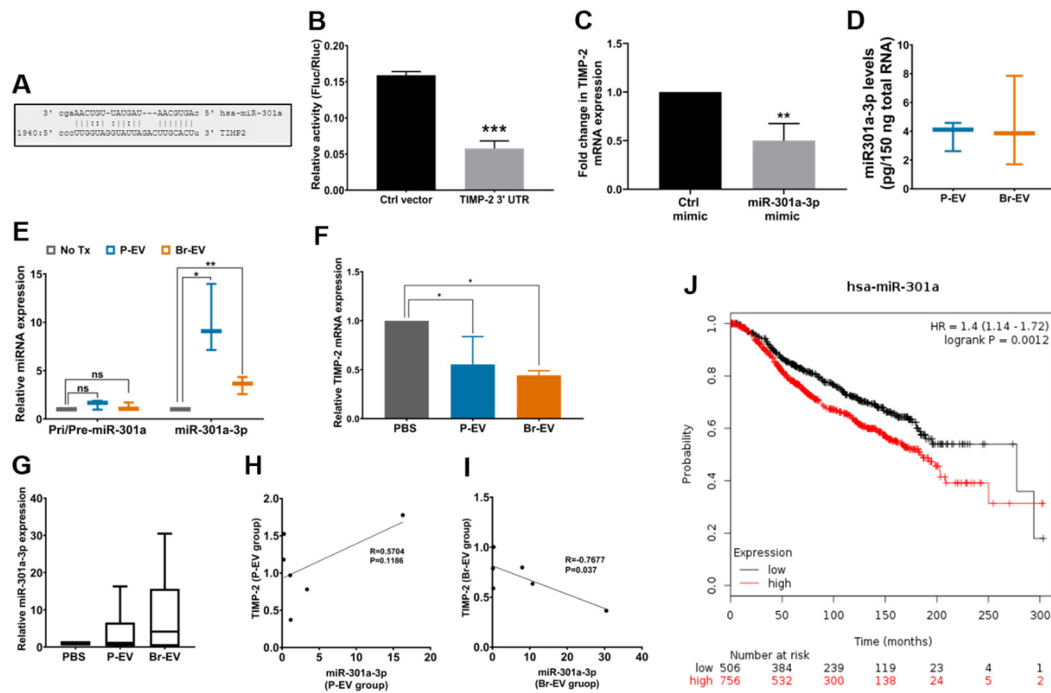 A
3' cgaAACUGU-UAUGAU---AACGUGAc 5' hsa-miR-301a
1940:5' cccUUGGUAGGUAUUAGACUUGCACUu 3' TIMP2
B
Relative activity (Fluc/Rluc)
0.20
0.15
0.10
0.05
0.00
***
Ctrl vector
TIMP-2 3' UTR
C
Fold change in TIMP-2
mRNA expression
1.5
1.0
0.5
0.0
**
Ctrl
mimic
miR-301a-3p
mimic
D
miR301a-3p levels
(pg/150 ng total RNA)
10
8
6
4
2
0
P-EV
Br-EV
E
No Tx
P-EV
Br-EV
Relative miRNA expression
20
15
10
5
0
ns
ns
**
*
Pri/Pre-miR-301a
miR-301a-3p
F
Relative TIMP-2 mRNA expression
2.0
1.5
1.0
0.5
0.0
*
*
PBS
P-EV
Br-EV
G
Relative miR-301a-3p expression
40
30
20
10
0
PBS
P-EV
Br-EV
H
TIMP-2 (P-EV group)
2.0
1.5
1.0
0.5
0.0
R=0.5704
P=0.1186
0
5
10
15
20
miR-301a-3p
(P-EV group)
I
TIMP-2 (Br-EV group)
1.5
1.0
0.5
0.0
R=-0.7677
P=0.037
0
10
20
30
40
miR-301a-3p
(Br-EV gruop)
J
hsa-miR-301a
HR = 1.4 (1.14 - 1.72)
logrank P = 0.0012
Probability
1.0
0.8
0.6
0.4
0.2
0.0
Expression
low
high
0 50 100 150 200 250 300
Time (months)
Number at risk
low 506 384 239 119 23 4 1
high 756 532 300 138 24 5 2